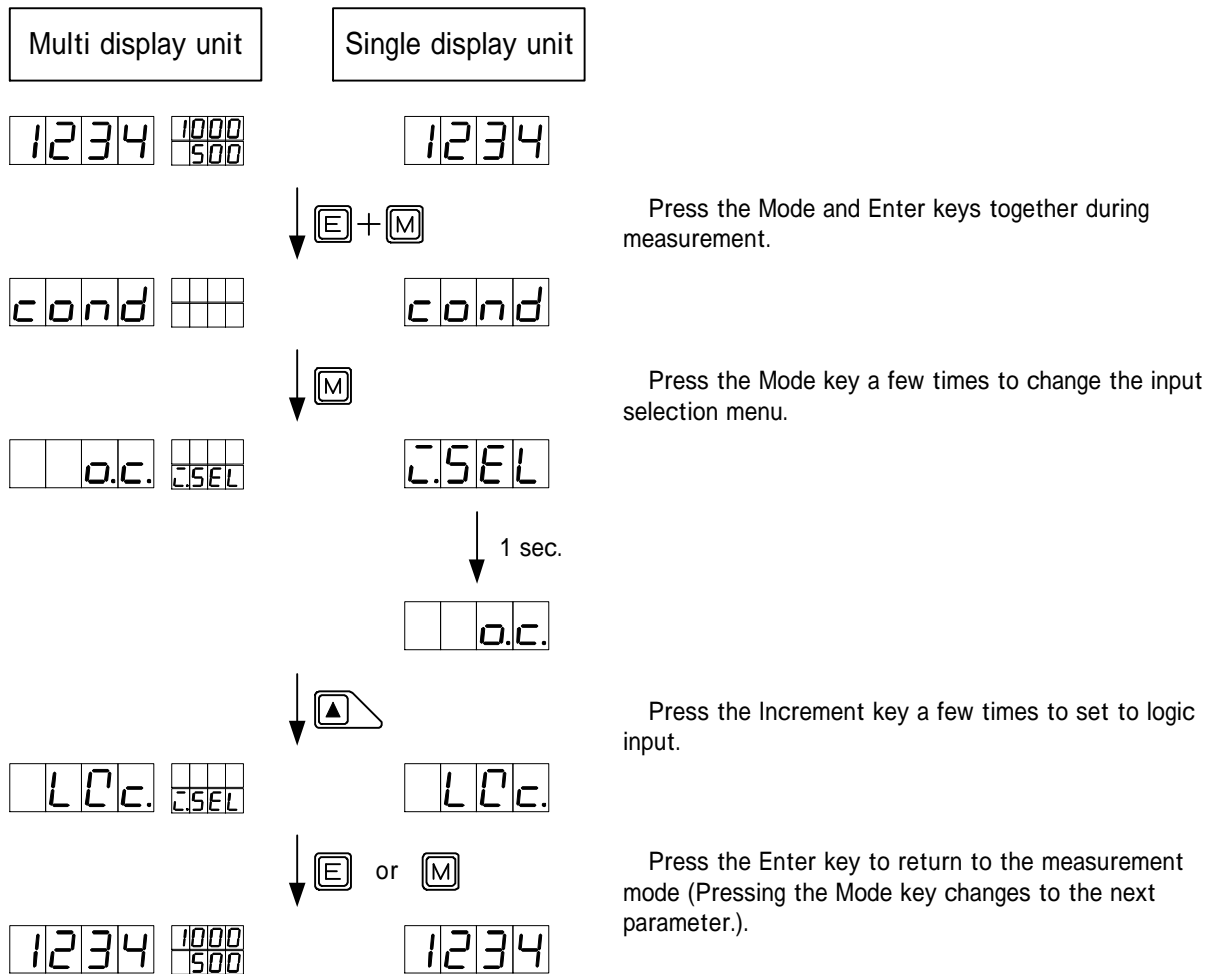 Multi display unit
Single display unit
1234 1000
500
1234
E + M
Press the Mode and Enter keys together during
measurement.
cond
cond
M
Press the Mode key a few times to change the input
selection menu.
o.c. i.SEL
i.SEL
1 sec.
o.c.
▲
Press the Increment key a few times to set to logic
input.
i.SEL
E or M
Press the Enter key to return to the measurement
mode (Pressing the Mode key changes to the next
parameter.).
1234 1000
500
1234